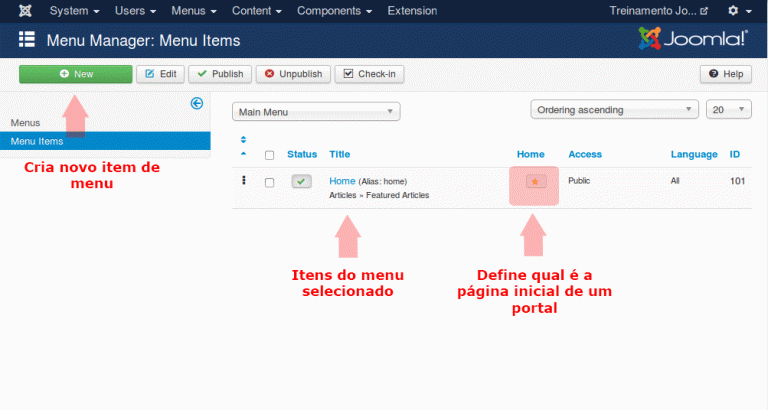 System Users Menus Content Components Extension Treinamento Jo...
Menu Manager: Menu Items Joomla!
New Edit Publish Unpublish Check-in Help
Menus
Menu Items
Main Menu Ordering ascending 20
Status Title Home Access Language ID
Home (Alias: home) Public All 101
Articles » Featured Articles
Cria novo item de
menu
Itens do menu
selecionado
Define qual é a
página inicial de um
portal